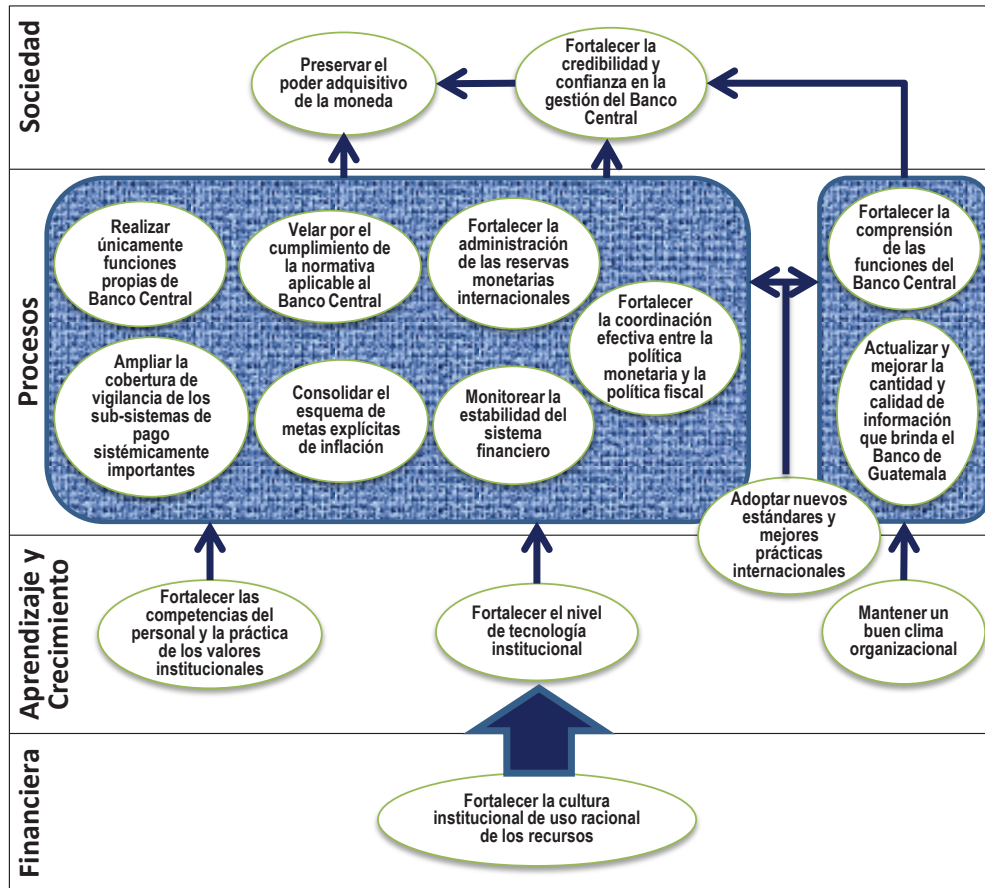 Sociedad
Preservar el
poder adquisitivo
de la moneda
Fortalecer la
credibilidad y
confianza en la
gestión del Banco
Central
Procesos
Realizar
únicamente
funciones
propias de
Banco Central
Velar por el
cumplimiento de
la normativa
aplicable al
Banco Central
Fortalecer la
administración
de las reservas
monetarias
internacionales
Fortalecer
la coordinación
efectiva entre la
política
monetaria y la
política fiscal
Ampliar la
cobertura de
vigilancia de los
sub-sistemas de
pago
sistémicamente
importantes
Consolidar el
esquema de
metas explícitas
de inflación
Monitorear la
estabilidad del
sistema
financiero
Fortalecer la
comprensión
de las
funciones del
Banco Central
Actualizar y
mejorar la
cantidad y
calidad de
información
que brinda el
Banco de
Guatemala
Adoptar nuevos
estándares y
mejores
prácticas
internacionales
Aprendizaje y
Crecimiento
Fortalecer las
competencias del
personal y la práctica
de los valores
institucionales
Fortalecer el nivel
de tecnología
institucional
Mantener un
buen clima
organizacional
Financiera
Fortalecer la cultura
institucional de uso racional
de los recursos